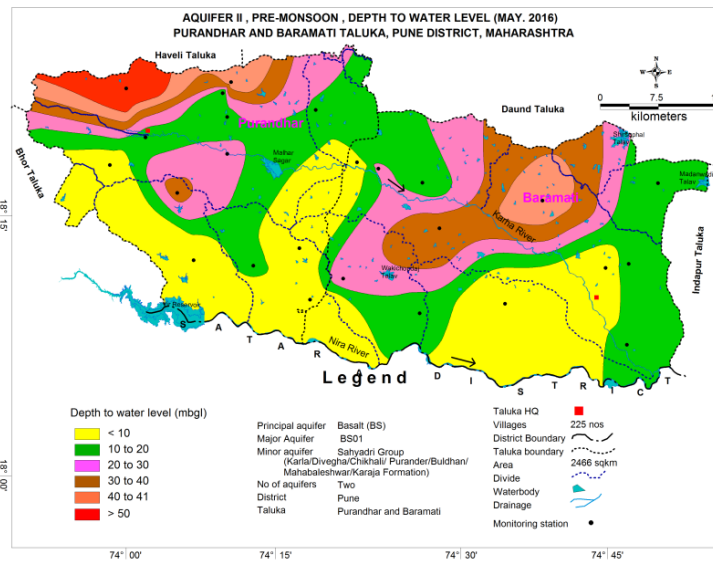 AQUIFER II , PRE-MONSOON , DEPTH TO WATER LEVEL (MAY. 2016)
PURANDHAR AND BARAMATI TALUKA, PUNE DISTRICT, MAHARASHTRA
Haveli Taluka
N
W E
S
0 7.5
kilometers
Daund Taluka
Purandhar
Bhor Taluka
Malhar
Sagar
Baramati
Karha River
Indapur Taluka
18° 15'
Nira River
S A T A R A D I S T R I C T
Legend
Depth to water level (mbgl)
< 10
10 to 20
20 to 30
30 to 40
40 to 41
> 50
Principal aquifer Basalt (BS)
Major Aquifer BS01
Minor aquifer Sahyadri Group
(Karla/Divegha/Chikhali/ Purander/Buldhan/
Mahabaleshwar/Karaja Formation)
No of aquifers Two
District Pune
Taluka Purandhar and Baramati
Taluka HQ
Villages 225 nos
District Boundary
Taluka boundary
Area 2466 sqkm
Divide
Waterbody
Drainage
Monitoring station
18° 00'
74° 00' 74° 15' 74° 30' 74° 45'